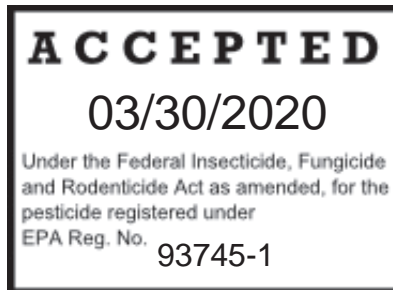 ACCEPTED
03/30/2020
Under the Federal Insecticide, Fungicide
and Rodenticide Act as amended, for the
pesticide registered under
EPA Reg. No. 93745-1